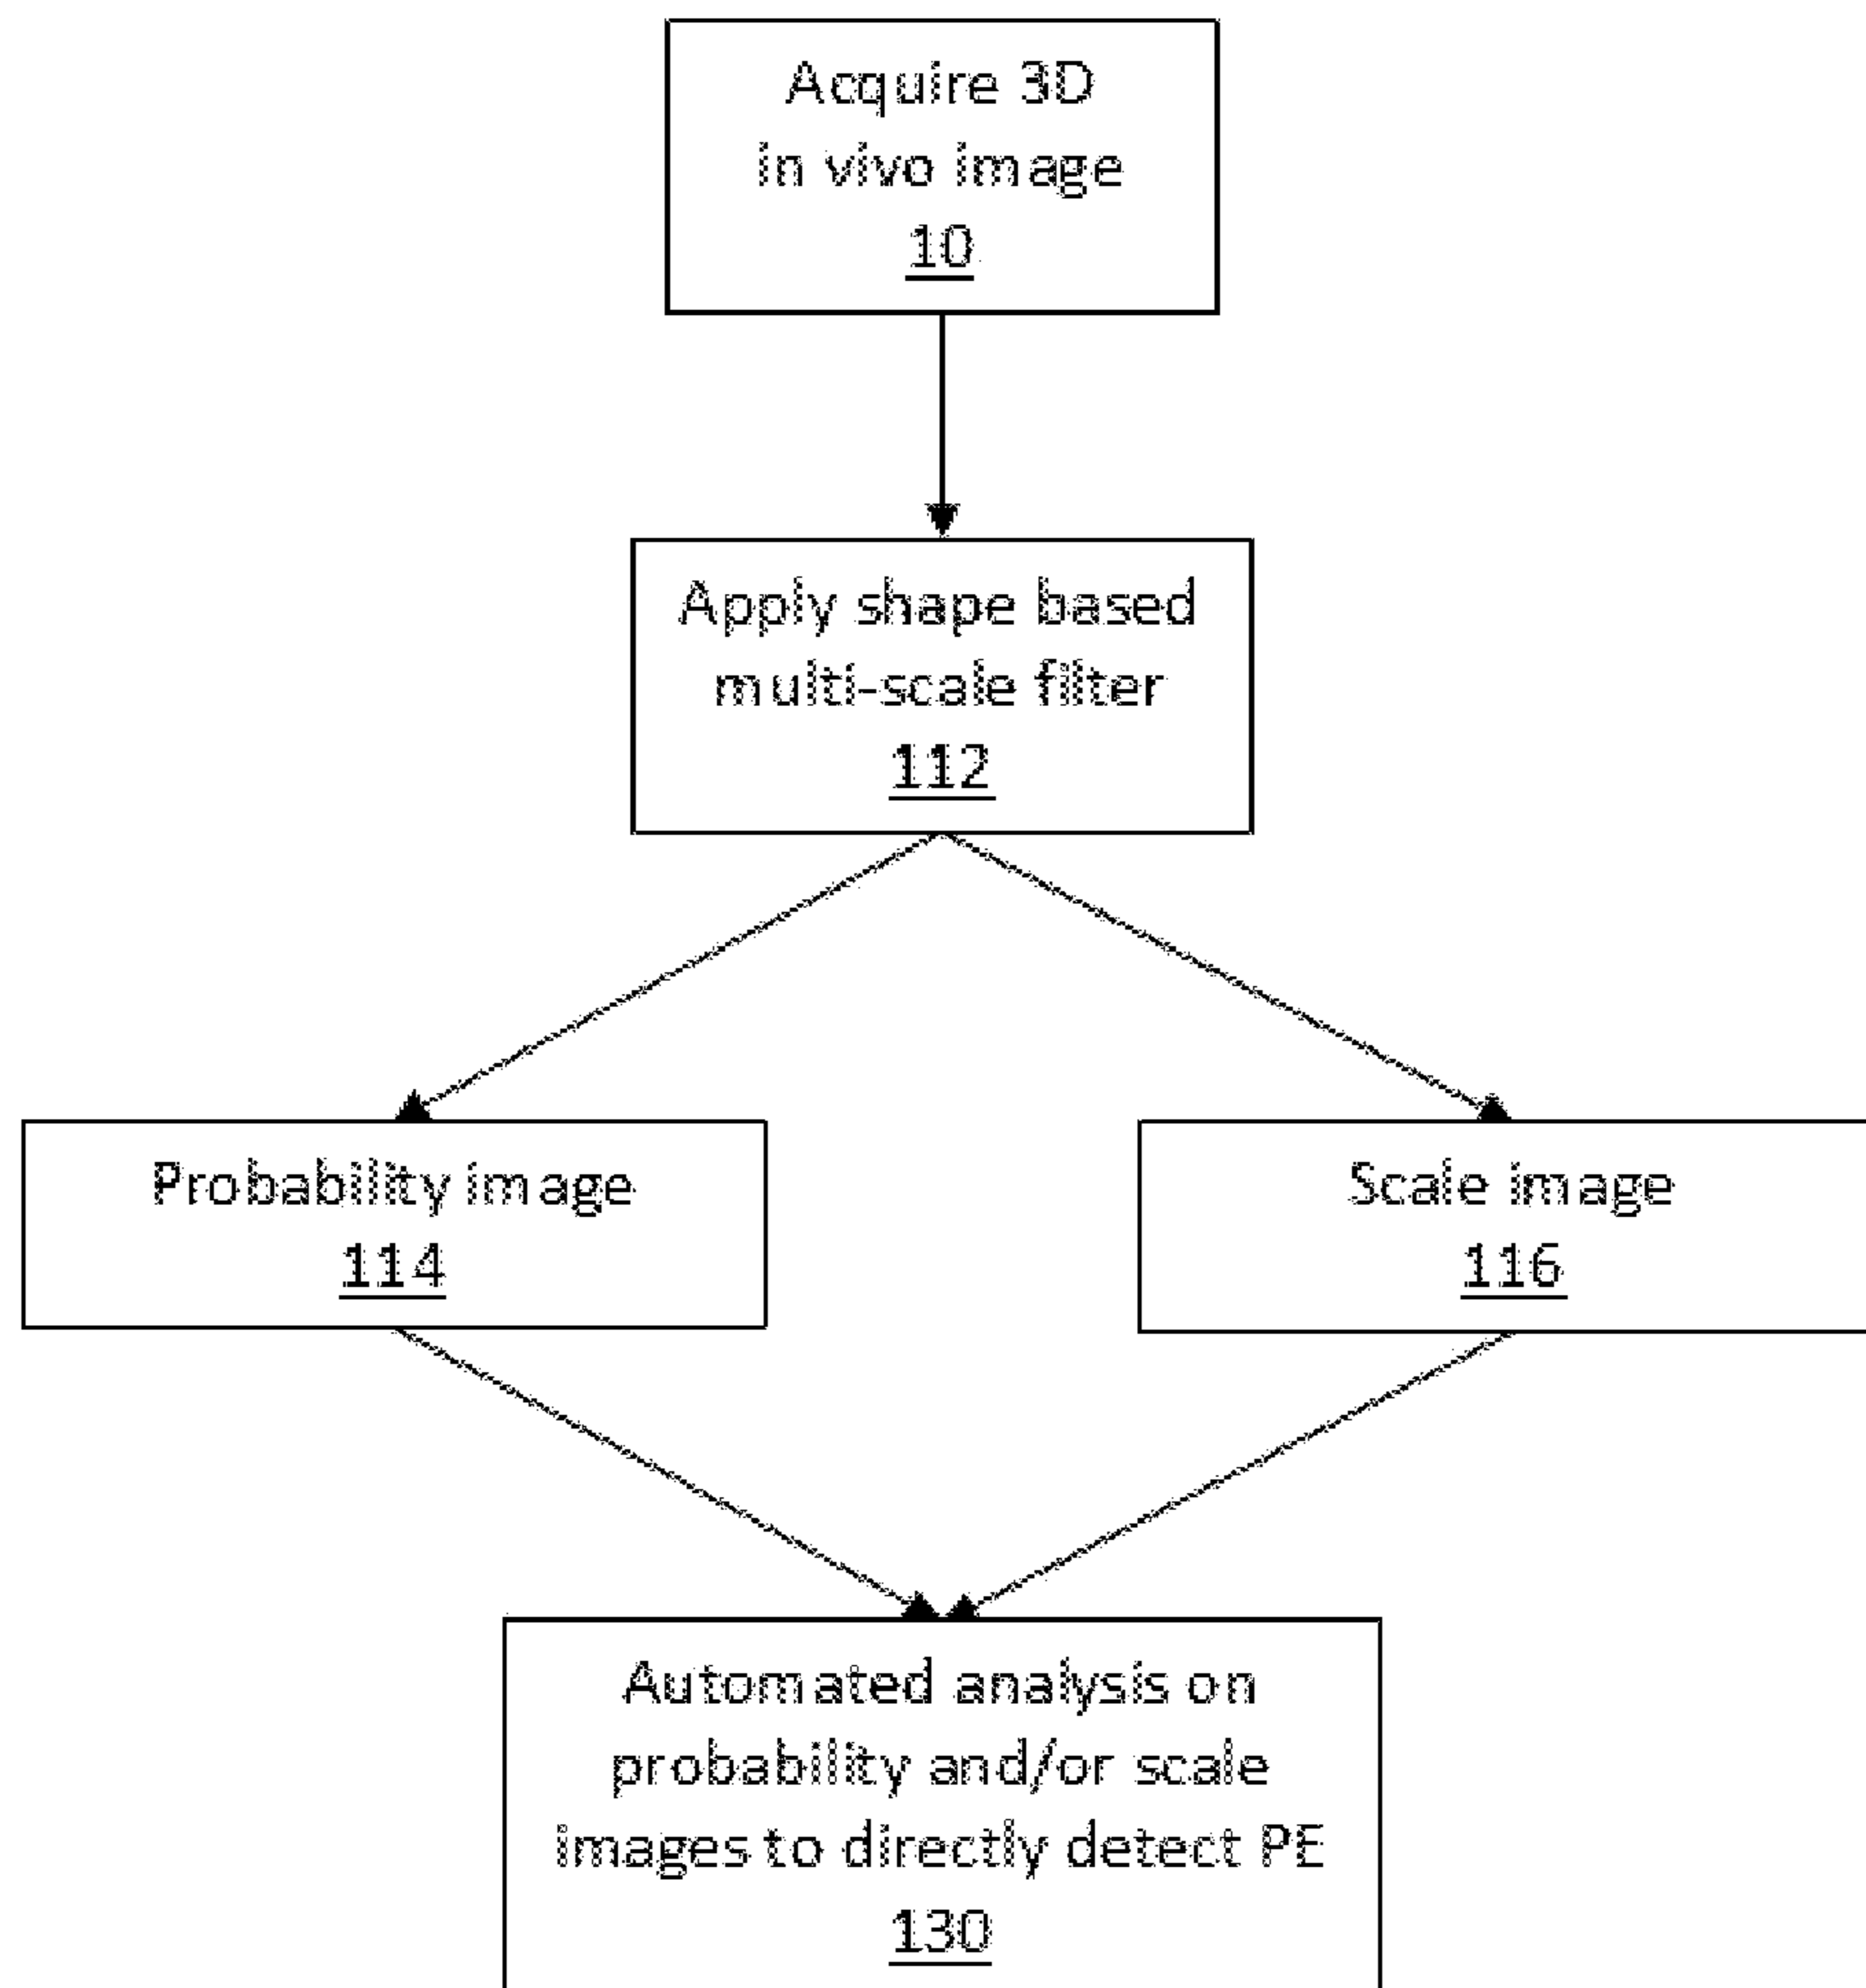 Acquire 3D
in vivo image
10
Apply shape based
multi-scale filter
112
Probability image
114
Scale image
116
Automated analysis on
probability and/or scale
images to directly detect PE
130